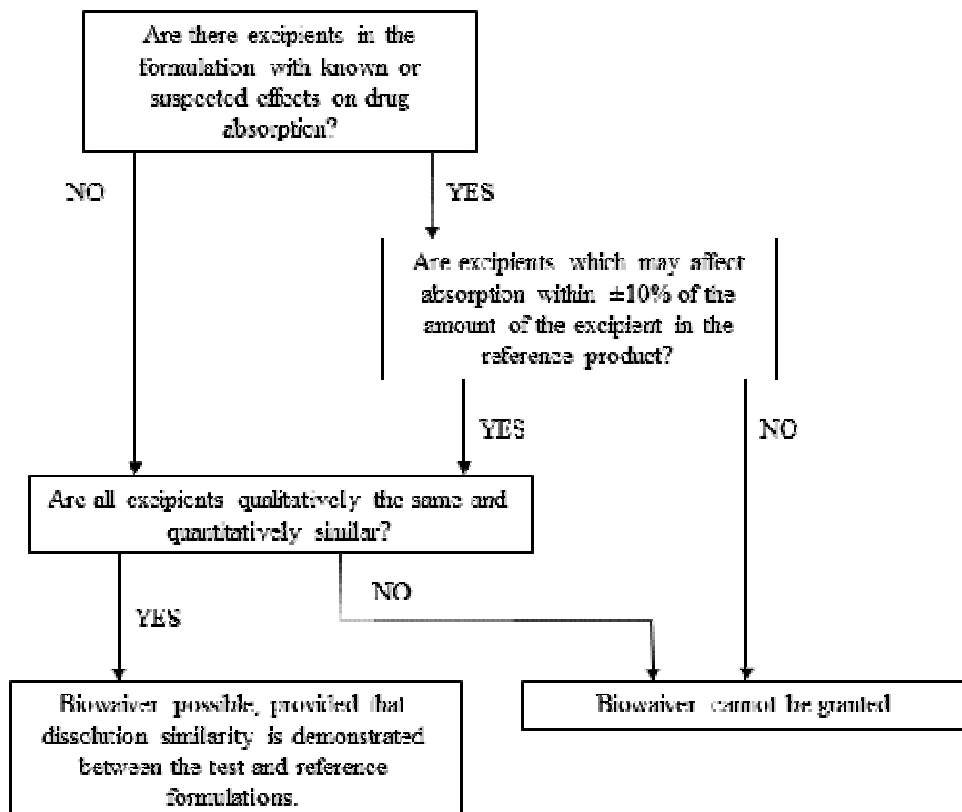 Are there excipients in the
formulation with known or
suspected effects on drug
absorption?
NO
YES
Are excipients which may affect
absorption within ±10% of the
amount of the excipient in the
reference product?
YES
NO
Are all excipients qualitatively the same and
quantitatively similar?
YES
NO
Biowaiver possible, provided that
dissolution similarity is demonstrated
between the test and reference
formulations.
Biowaiver cannot be granted